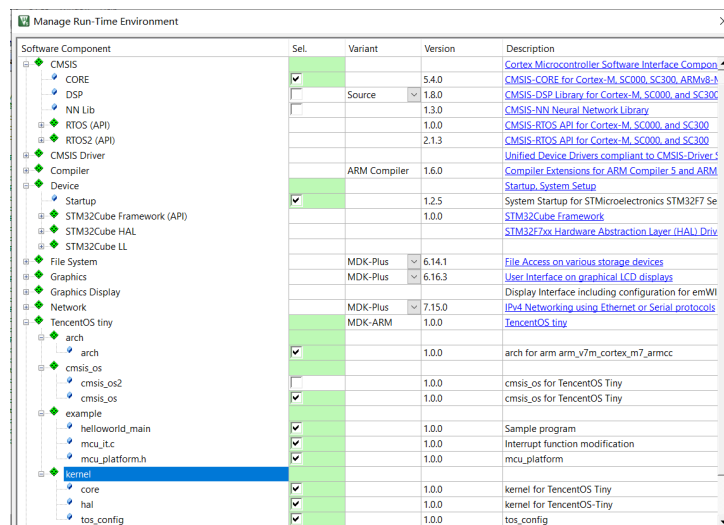 Manage Run-Time Environment
Software Component Sel. Variant Version Description
CMSIS Cortex Microcontroller Software Interface Compon
CORE 5.4.0 CMSIS-CORE for Cortex-M, SC000, SC300, ARMv8-M
DSP Source 1.8.0 CMSIS-DSP Library for Cortex-M, SC000, and SC300
NN Lib 1.3.0 CMSIS-NN Neural Network Library
RTOS (API) 1.0.0 CMSIS-RTOS API for Cortex-M, SC000, and SC300
RTOS2 (API) 2.1.3 CMSIS-RTOS API for Cortex-M, SC000, and SC300
CMSIS Driver Unified Device Drivers compliant to CMSIS-Driver S
Compiler ARM Compiler 1.6.0 Compiler Extensions for ARM Compiler 5 and ARM
Device Startup, System Setup
Startup 1.2.5 System Startup for STMicroelectronics STM32F7 Se
STM32Cube Framework (API) 1.0.0 STM32Cube Framework
STM32Cube HAL STM32F7xx Hardware Abstraction Layer (HAL) Driv
STM32Cube LL
File System MDK-Plus 6.14.1 File Access on various storage devices
Graphics MDK-Plus 6.16.3 User Interface on graphical LCD displays
Graphics Display Display Interface including configuration for emWI
Network MDK-Plus 7.15.0 IPv4 Networking using Ethernet or Serial protocols
TencentOS tiny MDK-ARM 1.0.0 TencentOS tiny
arch
arch 1.0.0 arch for arm arm_v7m_cortex_m7_armcc
cmsis_os
cmsis_os2 1.0.0 cmsis_os for TencentOS Tiny
cmsis_os 1.0.0 cmsis_os for TencentOS Tiny
example
helloworld_main 1.0.0 Sample program
mcu_it.c 1.0.0 Interrupt function modification
mcu_platform.h 1.0.0 mcu_platform
kernel
core 1.0.0 kernel for TencentOS Tiny
hal 1.0.0 kernel for TencentOS-Tiny
tos_config 1.0.0 tos_config